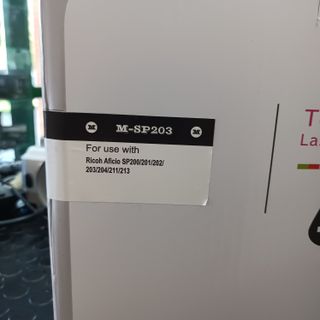 M M-SP203 M
For use with
Ricoh Aficio SP200/201/202/
203/204/211/213